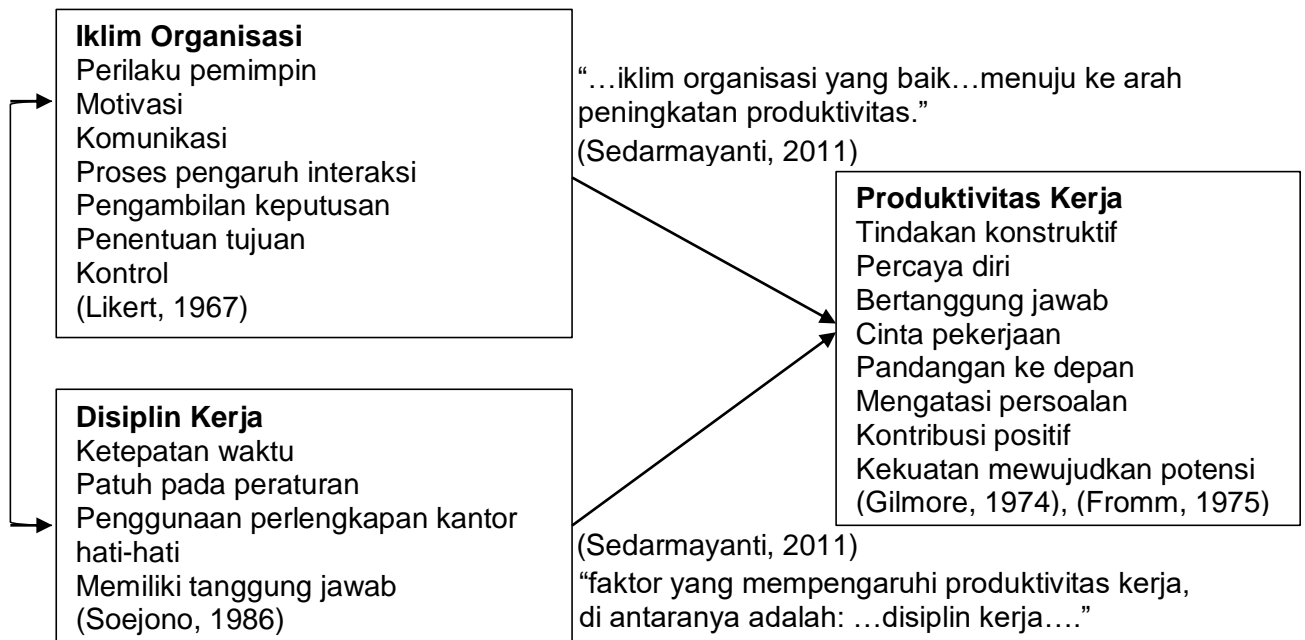 Iklim Organisasi
Perilaku pemimpin
Motivasi
Komunikasi
Proses pengaruh interaksi
Pengambilan keputusan
Penentuan tujuan
Kontrol
(Likert, 1967)
“…iklim organisasi yang baik…menuju ke arah
peningkatan produktivitas.”
(Sedarmayanti, 2011)
Produktivitas Kerja
Tindakan konstruktif
Percaya diri
Bertanggung jawab
Cinta pekerjaan
Pandangan ke depan
Mengatasi persoalan
Kontribusi positif
Kekuatan mewujudkan potensi
(Gilmore, 1974), (Fromm, 1975)
Disiplin Kerja
Ketepatan waktu
Patuh pada peraturan
Penggunaan perlengkapan kantor
hati-hati
Memiliki tanggung jawab
(Soejono, 1986)
(Sedarmayanti, 2011)
“faktor yang mempengaruhi produktivitas kerja,
di antaranya adalah: …disiplin kerja….”